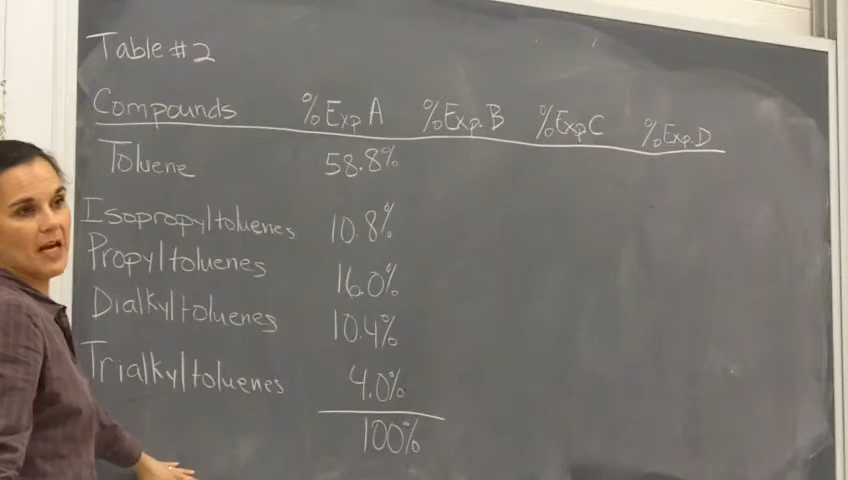 Table #2
Compounds %Exp A %Exp. B %Exp C %Exp. D
Toluene 58.8%
Isopropyltoluenes 10.8%
Propyltoluenes 16.0%
Dialkyltoluenes 10.4%
Trialkyltoluenes 4.0%
100%